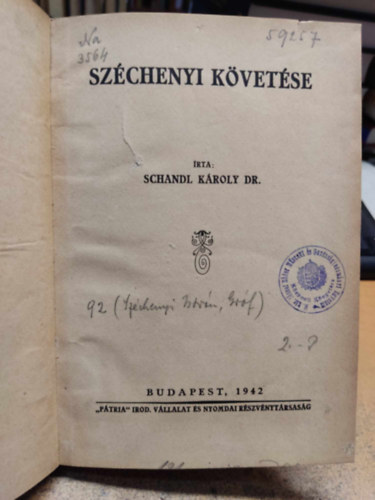 Na
3564
59257
SZÉCHENYI KÖVETÉSE
ÍRTA:
SCHANDL KÁROLY DR.
92 (Széchenyi István, Gróf)
2.-P
BUDAPEST, 1942
„PÁTRIA” IROD. VÁLLALAT ÉS NYOMDAI RÉSZVÉNYTÁRSASÁG